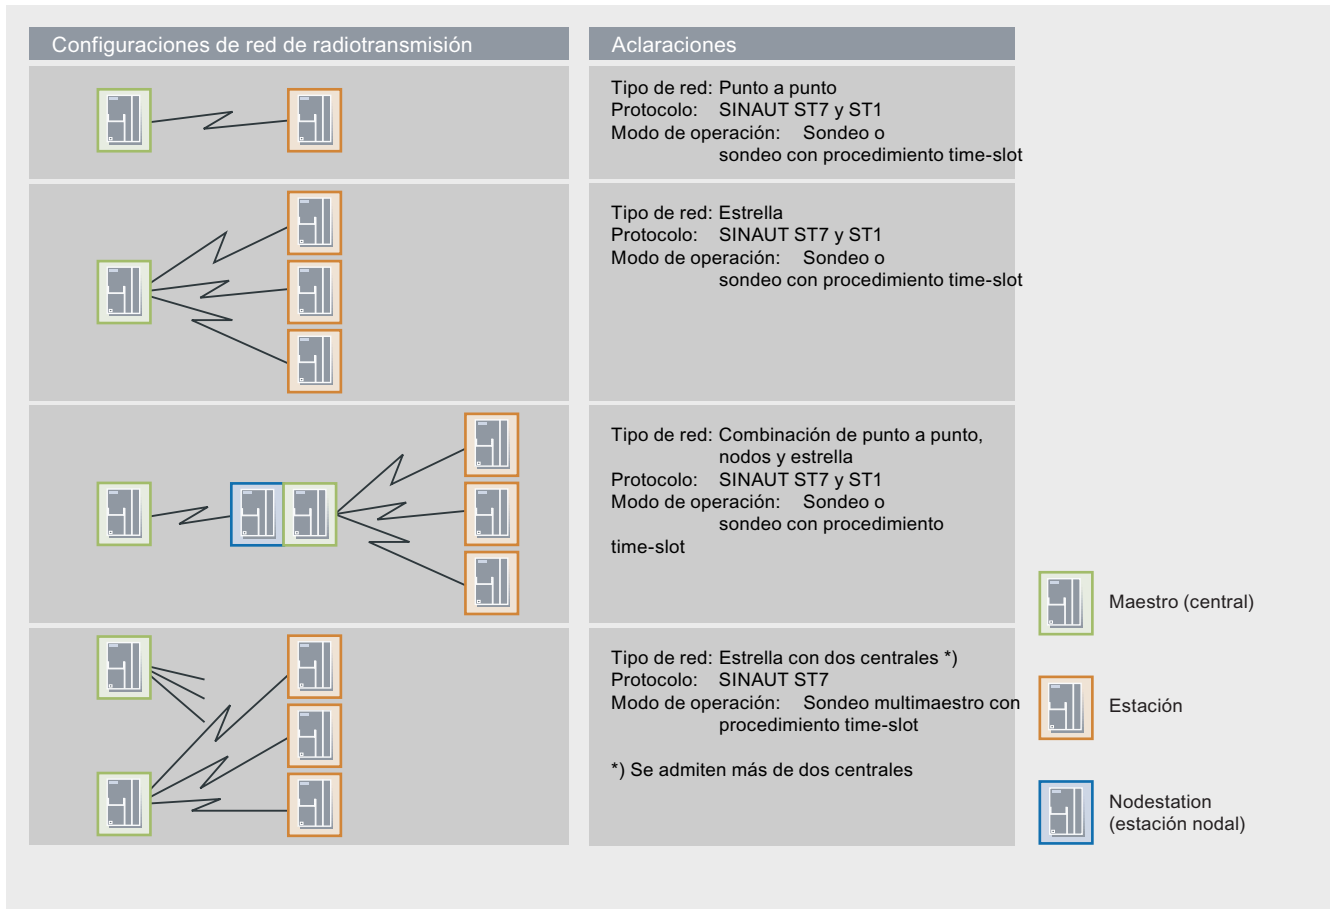 Configuraciones de red de radiotransmisión
Aclaraciones
Tipo de red: Punto a punto
Protocolo: SINAUT ST7 y ST1
Modo de operación: Sondeo o
sondeo con procedimiento time-slot
Tipo de red: Estrella
Protocolo: SINAUT ST7 y ST1
Modo de operación: Sondeo o
sondeo con procedimiento time-slot
Tipo de red: Combinación de punto a punto,
nodos y estrella
Protocolo: SINAUT ST7 y ST1
Modo de operación: Sondeo o
sondeo con procedimiento
time-slot
Tipo de red: Estrella con dos centrales *)
Protocolo: SINAUT ST7
Modo de operación: Sondeo multimaestro con
procedimiento time-slot
*) Se admiten más de dos centrales
Maestro (central)
Estación
Nodestation
(estación nodal)